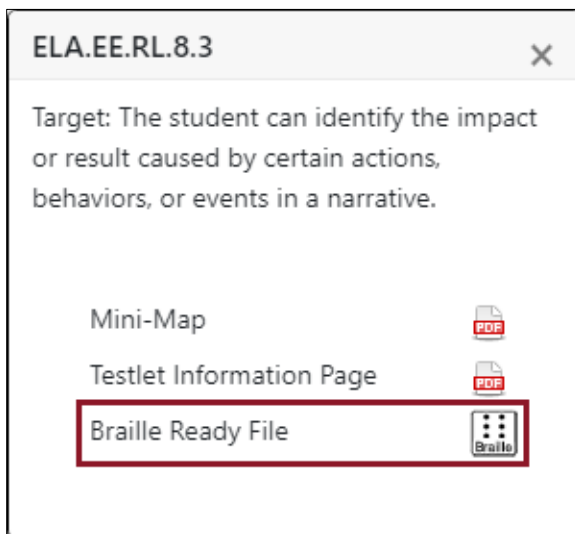 ELA.EE.RL.8.3 ×
Target: The student can identify the impact
or result caused by certain actions,
behaviors, or events in a narrative.
Mini-Map PDF
Testlet Information Page PDF
Braille Ready File Braille